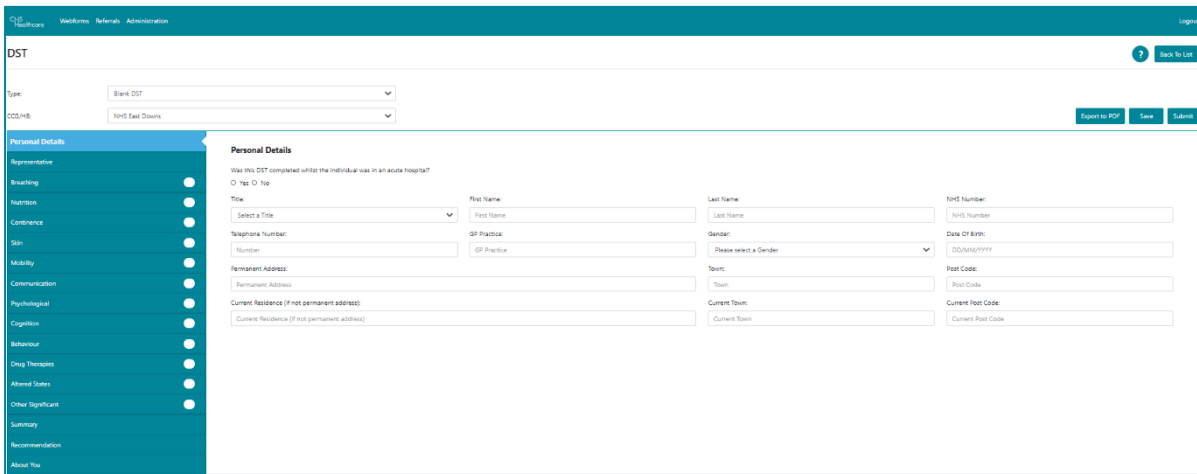 CHS Healthcare Webforms Referrals Administration Logout
DST ? Back To List
Type: Blank DST
CCG/HB: NHS East Downs
Export to PDF Save Submit
Personal Details
Representative
Breathing
Nutrition
Continence
Skin
Mobility
Communication
Psychological
Cognition
Behaviour
Drug Therapies
Altered States
Other Significant
Summary
Recommendation
About You
Personal Details
Was this DST completed whilst the individual was in an acute hospital?
Yes No
Title: First Name: Last Name: NHS Number:
Select a Title First Name Last Name NHS Number
Telephone Number: GP Practice: Gender: Date Of Birth:
Number GP Practice Please select a Gender DD/MM/YYYY
Permanent Address: Town: Post Code:
Permanent Address Town Post Code
Current Residence (if not permanent address): Current Town: Current Post Code:
Current Residence (if not permanent address) Current Town Current Post Code